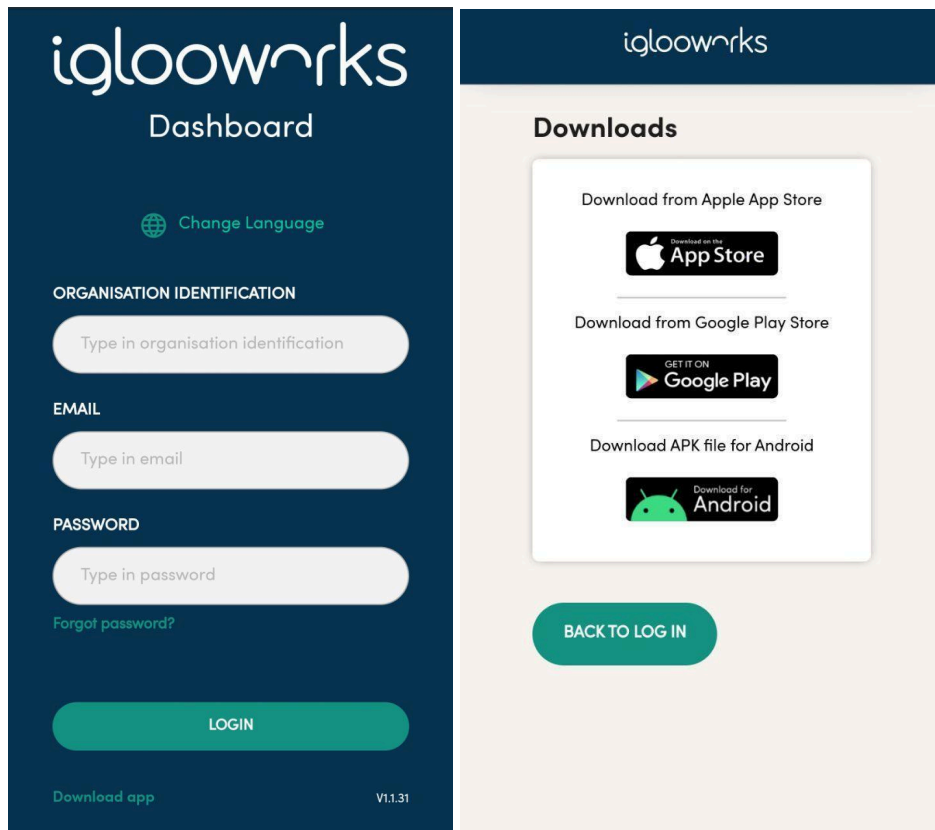 iglooworks
Dashboard
Change Language
ORGANISATION IDENTIFICATION
Type in organisation identification
EMAIL
Type in email
PASSWORD
Type in password
Forgot password?
LOGIN
Download app
V1.1.31
iglooworks
Downloads
Download from Apple App Store
Download on the
App Store
Download from Google Play Store
GET IT ON
Google Play
Download APK file for Android
Download for
Android
BACK TO LOG IN